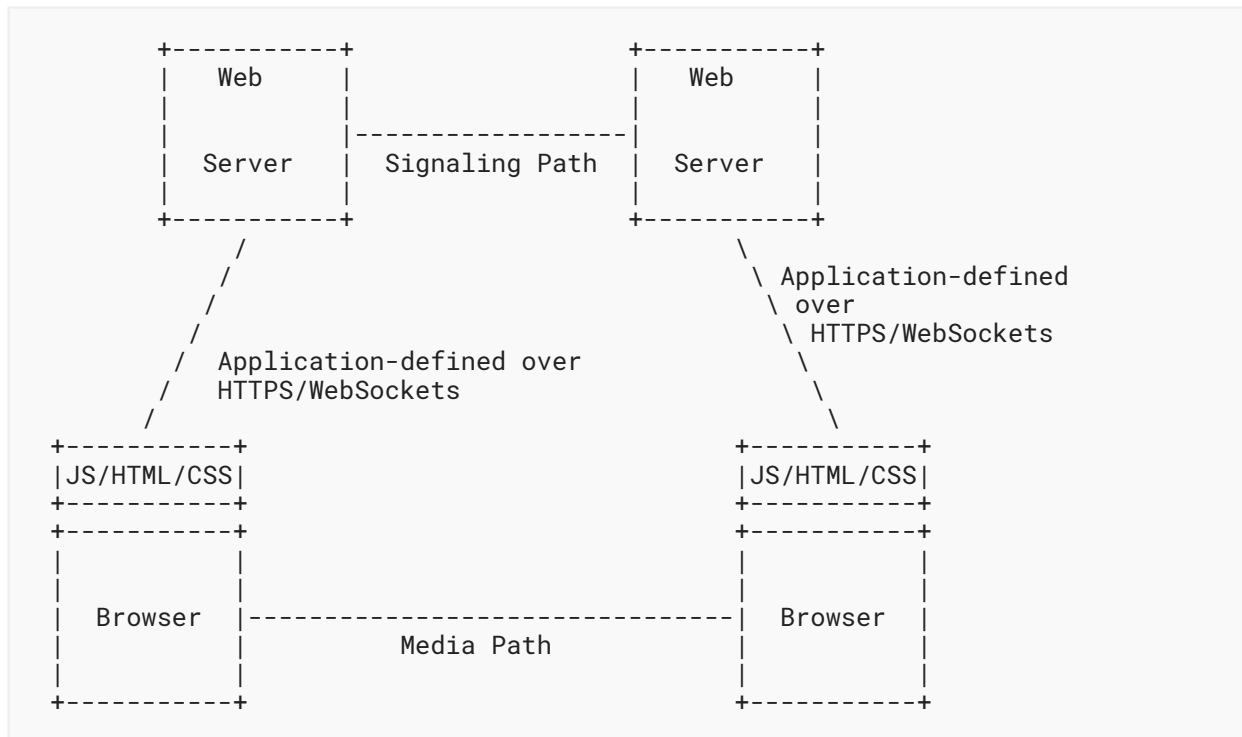 Web Web
Server Signaling Path Server
Application-defined
over
HTTPS/WebSockets
Application-defined over
HTTPS/WebSockets
JS/HTML/CSS JS/HTML/CSS
Browser Browser
Media Path